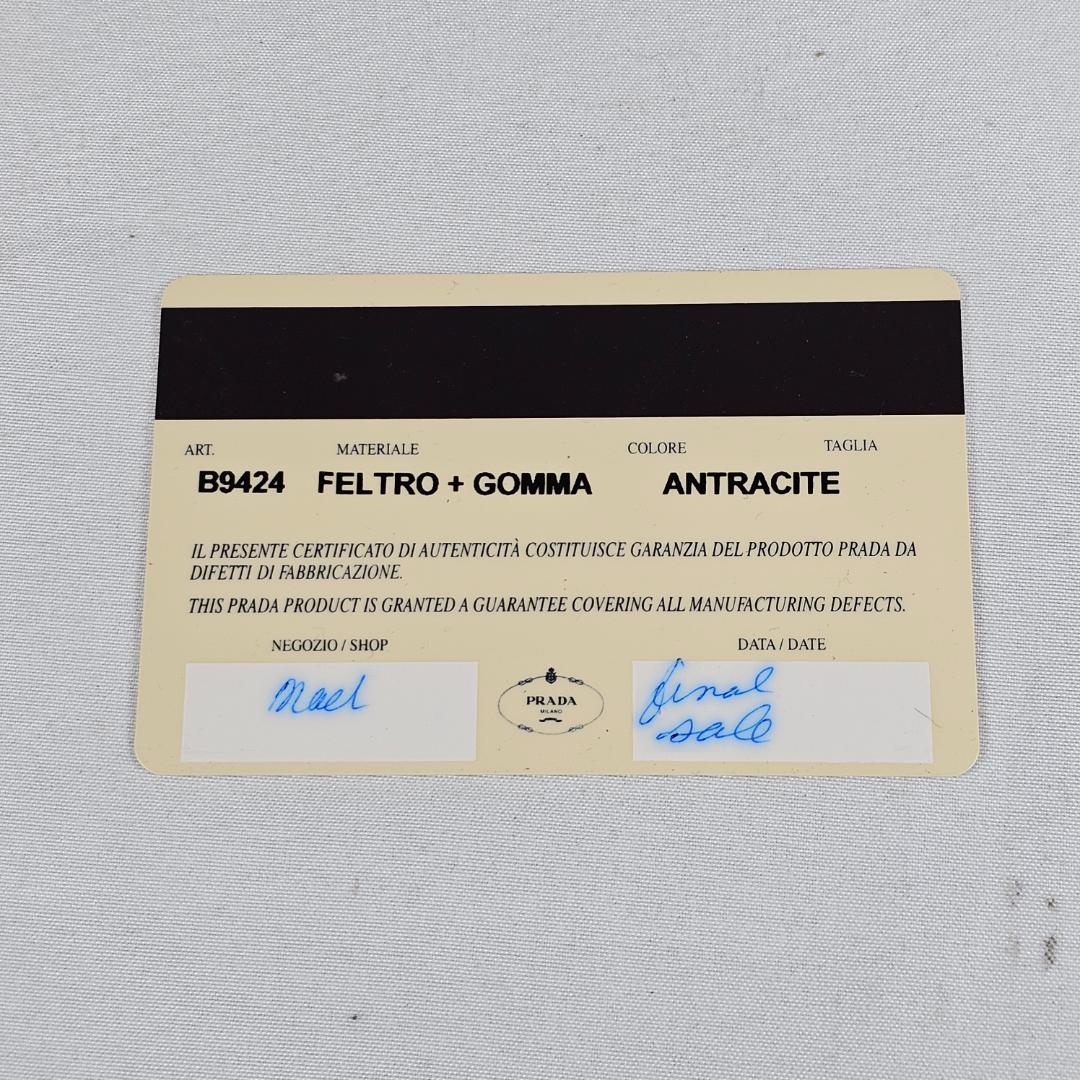 ART. MATERIALE COLORE TAGLIA
B9424 FELTRO + GOMMA ANTRACITE
IL PRESENTE CERTIFICATO DI AUTENTICITÀ COSTITUISCE GARANZIA DEL PRODOTTO PRADA DA
DIFETTI DI FABBRICAZIONE.
THIS PRADA PRODUCT IS GRANTED A GUARANTEE COVERING ALL MANUFACTURING DEFECTS.
NEGOZIO / SHOP DATA / DATE
PRADA
MILANO
final
sale